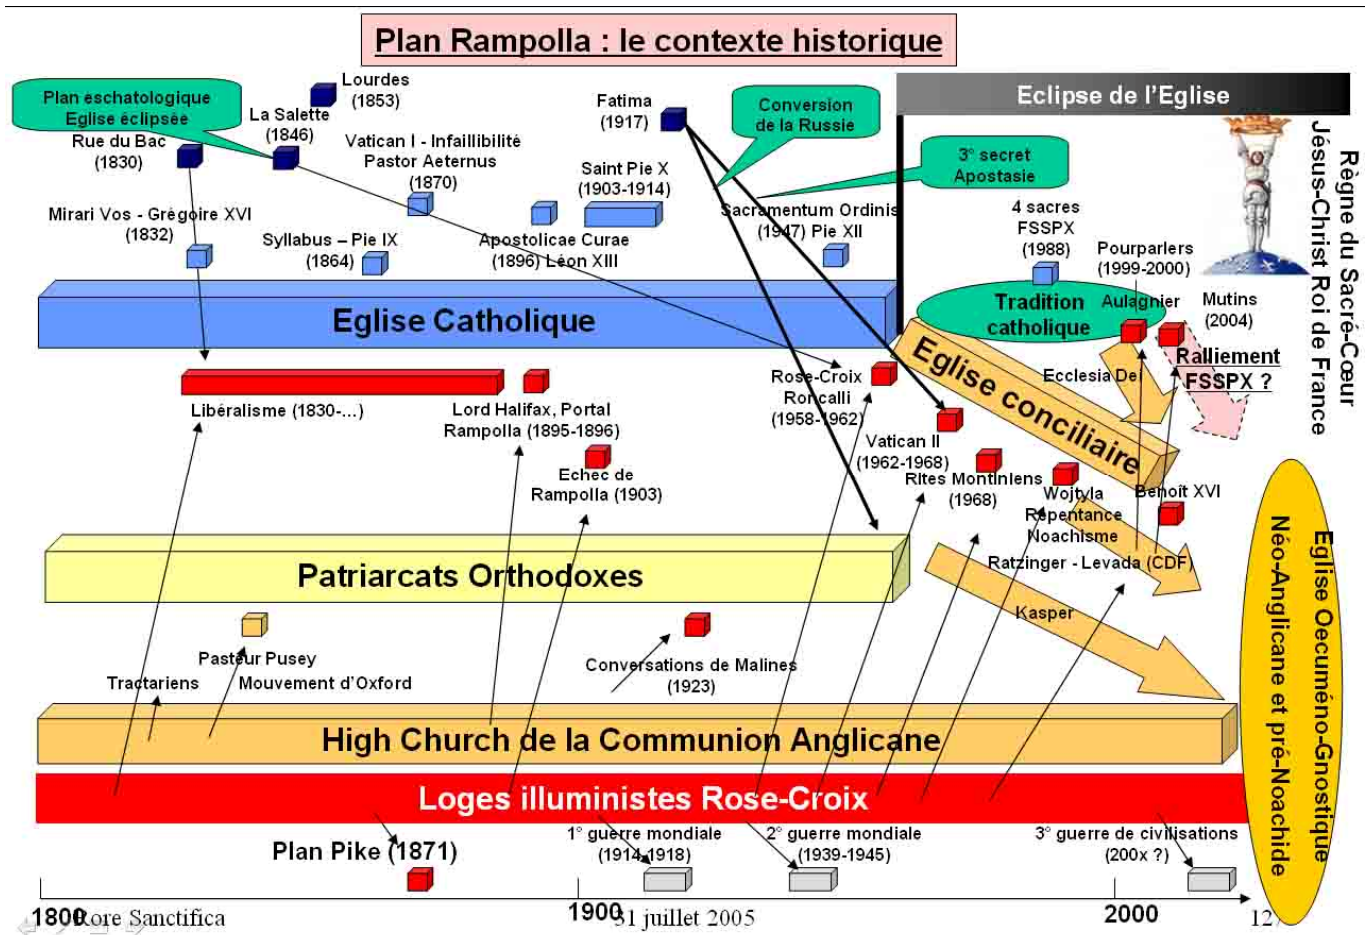 Plan Rampolla : le contexte historique
Plan eschatologique
Eglise éclipsée
Lourdes
(1853)
La Salette
(1846)
Rue du Bac
(1830)
Vatican I - Infaillibilité
Pastor Aeternus
(1870)
Fatima
(1917)
Conversion
de la Russie
Eclipse de l'Eglise
3° secret
Apostasie
Saint Pie X
(1903-1914)
Mirari Vos - Grégoire XVI
(1832)
Syllabus – Pie IX
(1864)
Apostolicae Curae
(1896) Léon XIII
Sacramentum Ordinis
(1947) Pie XII
4 sacres
FSSPX
(1988)
Pourparlers
(1999-2000)
Règne du Sacré-Cœur
Jésus-Christ Roi de France
Eglise Catholique
Tradition
catholique
Aulagnier
Mutins
(2004)
Ralliement
FSSPX ?
Ecclesia Dei
Eglise conciliaire
Libéralisme (1830-...)
Lord Halifax, Portal
Rampolla (1895-1896)
Echec de
Rampolla (1903)
Rose-Croix
Roncalli
(1958-1962)
Vatican II
(1962-1968)
Rites Montiniens
(1968)
Wojtyla
Repentance
Noachisme
Benoît XVI
Ratzinger - Levada (CDF)
Patriarcats Orthodoxes
Kasper
Pasteur Pusey
Tractariens
Mouvement d'Oxford
Conversations de Malines
(1923)
High Church de la Communion Anglicane
Loges illuministes Rose-Croix
Eglise Oecuméno-Gnostique
Néo-Anglicane et pré-Noachide
Plan Pike (1871)
1° guerre mondiale
(1914-1918)
2° guerre mondiale
(1939-1945)
3° guerre de civilisations
(200x ?)
1800
1900
2000
Rore Sanctifica
31 juillet 2005
127